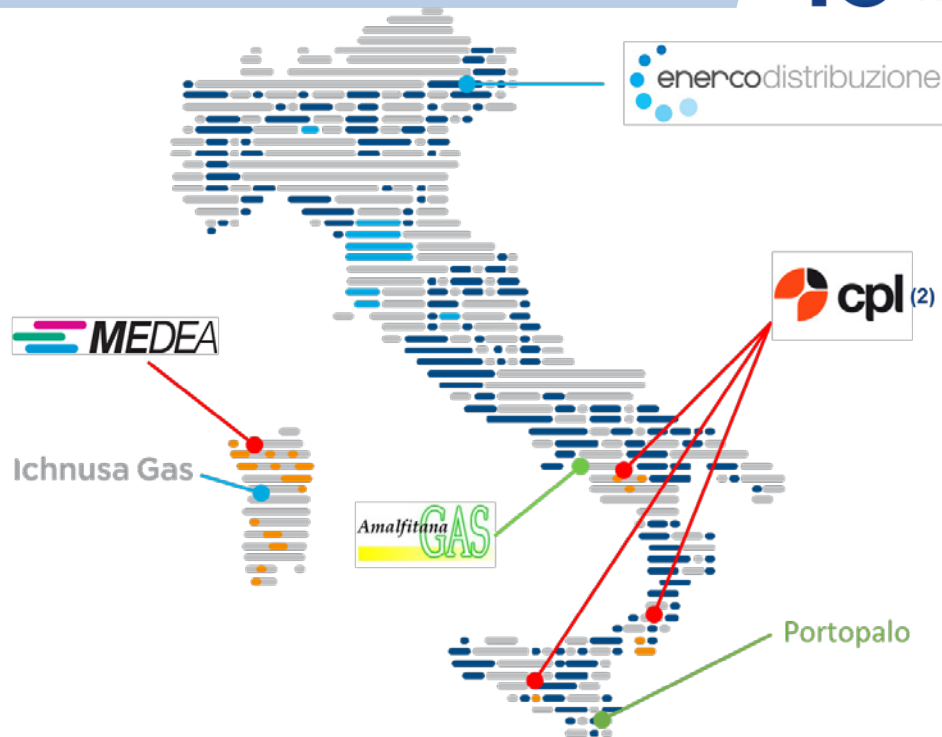 enercodistribuzione
cpl (2)
MEDEA
Ichnusa Gas
Amalfitana GAS
Portopalo